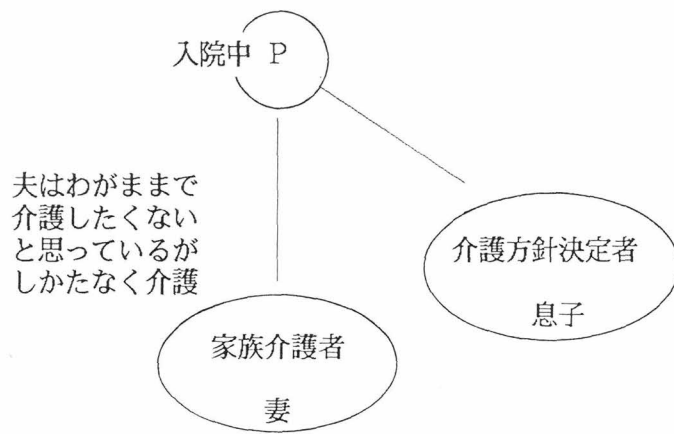 入院中 P
夫はわがままで
介護したくない
と思っているが
しかたなく介護
介護方針決定者
息子
家族介護者
妻